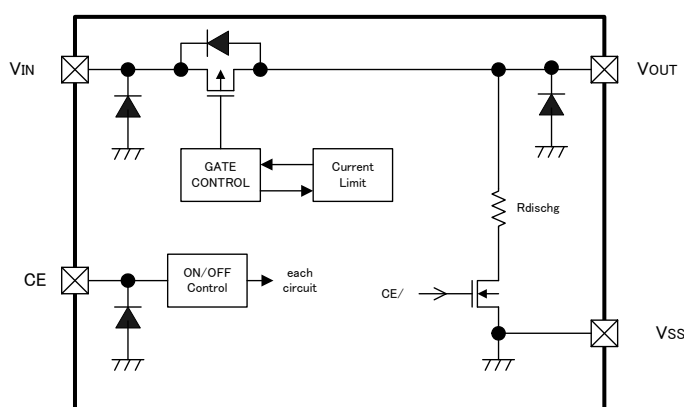 VIN
VOUT
GATE
CONTROL
Current
Limit
Rdischg
CE
ON/OFF
Control
each
circuit
CE/
VSS